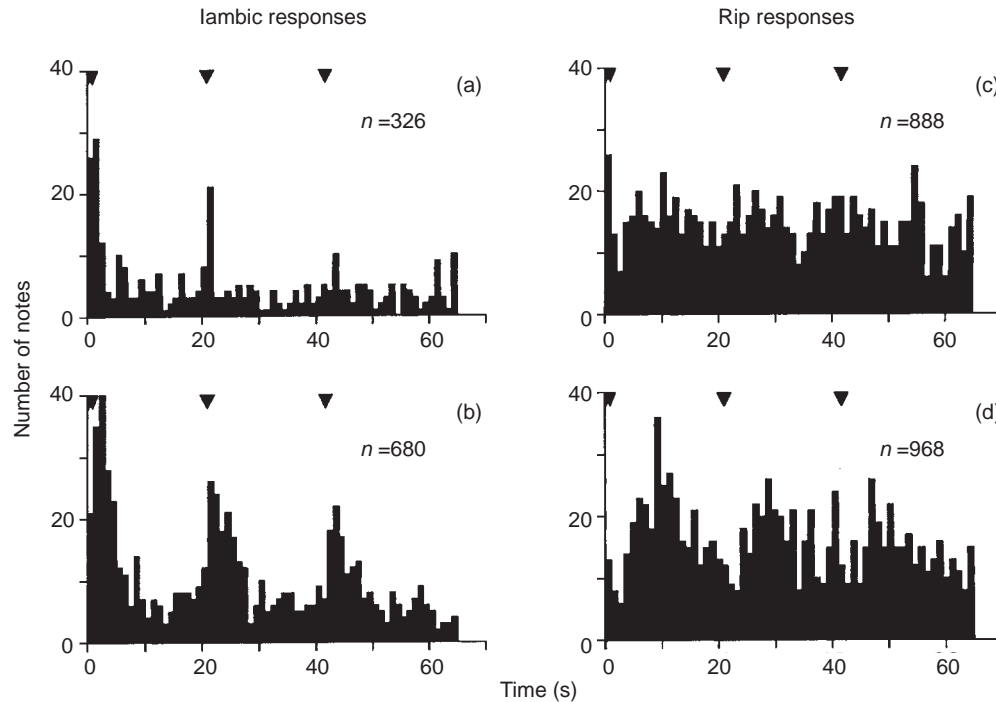 Iambic responses
Rip responses
Number of notes
40
20
0
(a)
n =326
0 20 40 60
40
20
0
(c)
n =888
0 20 40 60
40
20
0
(b)
n =680
0 20 40 60
40
20
0
(d)
n =968
0 20 40 60
Time (s)